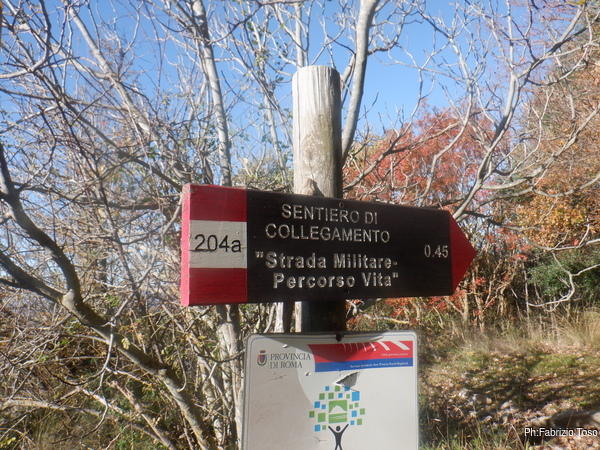 SENTIERO DI
COLLEGAMENTO
204a
"Strada Militare-
Percorso Vita"
0.45
PROVINCIA
DI ROMA
Ph:Fabrizio Toso